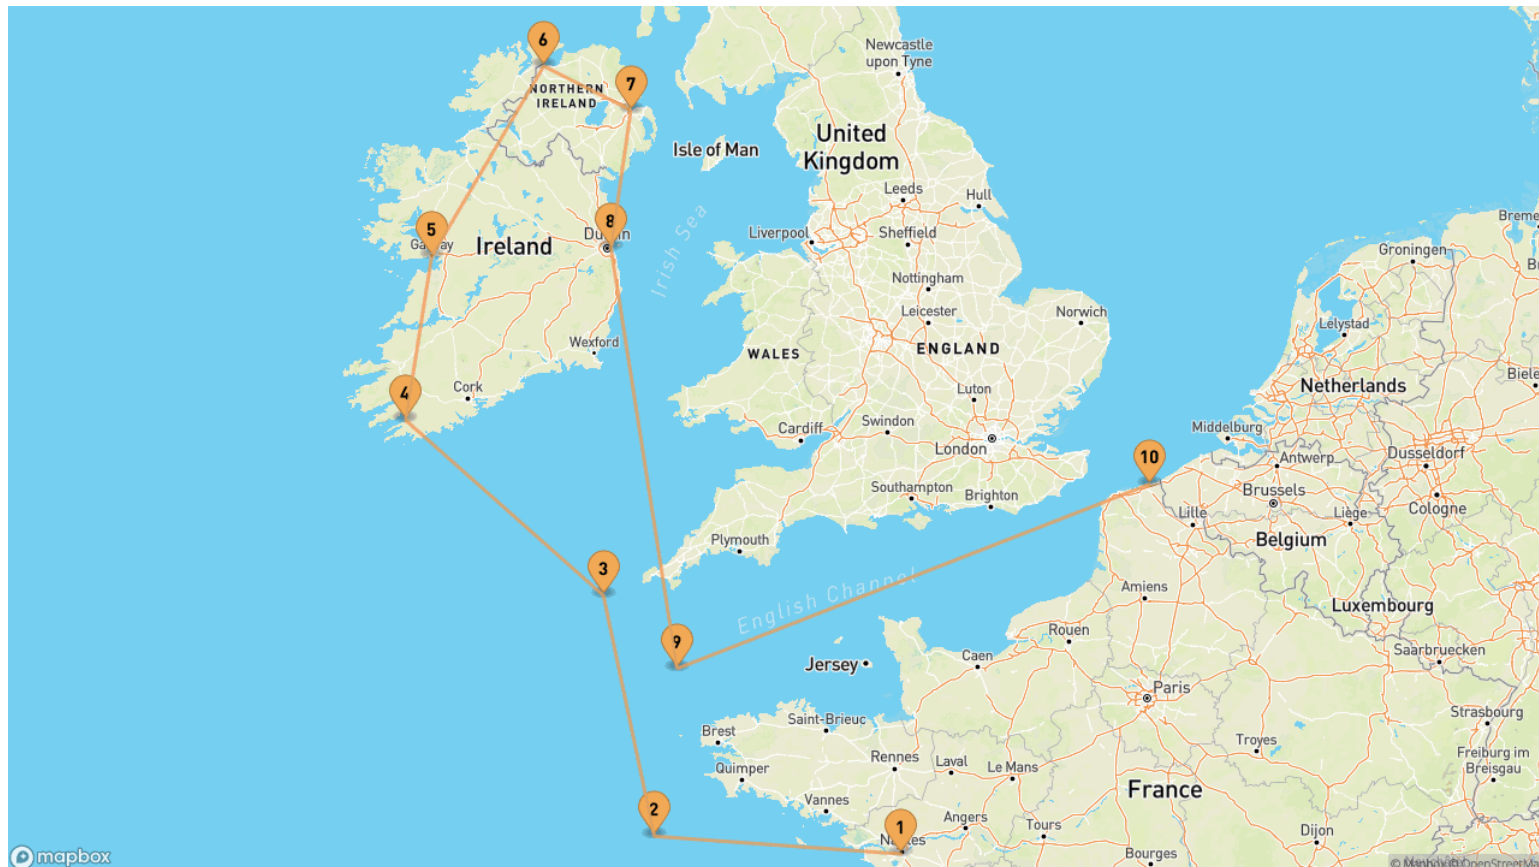 Newcastle
upon Tyne
6
7
NORTHERN
IRELAND
Isle of Man
United
Kingdom
Leeds
Hull
5
8
Ireland
Irish Sea
Liverpool
Sheffield
Groningen
Nottingham
Leicester
Norwich
Lelystad
Wexford
WALES
ENGLAND
4
Cork
Luton
Netherlands
Cardiff
Swindon
London
Middelburg
Antwerp
Dusseldorf
10
Southampton
Brighton
Brussels
Cologne
Lille
Liège
Plymouth
Belgium
3
English Channel
Amiens
Luxembourg
9
Rouen
Jersey
Caen
Saarbruecken
Paris
Saint-Brieuc
Strasbourg
Brest
Troyes
Rennes
Laval
Le Mans
Freiburg im
Breisgau
Quimper
France
2
Vannes
1
Angers
Tours
Dijon
Bourges
mapbox
© Mapbox © OpenStreetMa